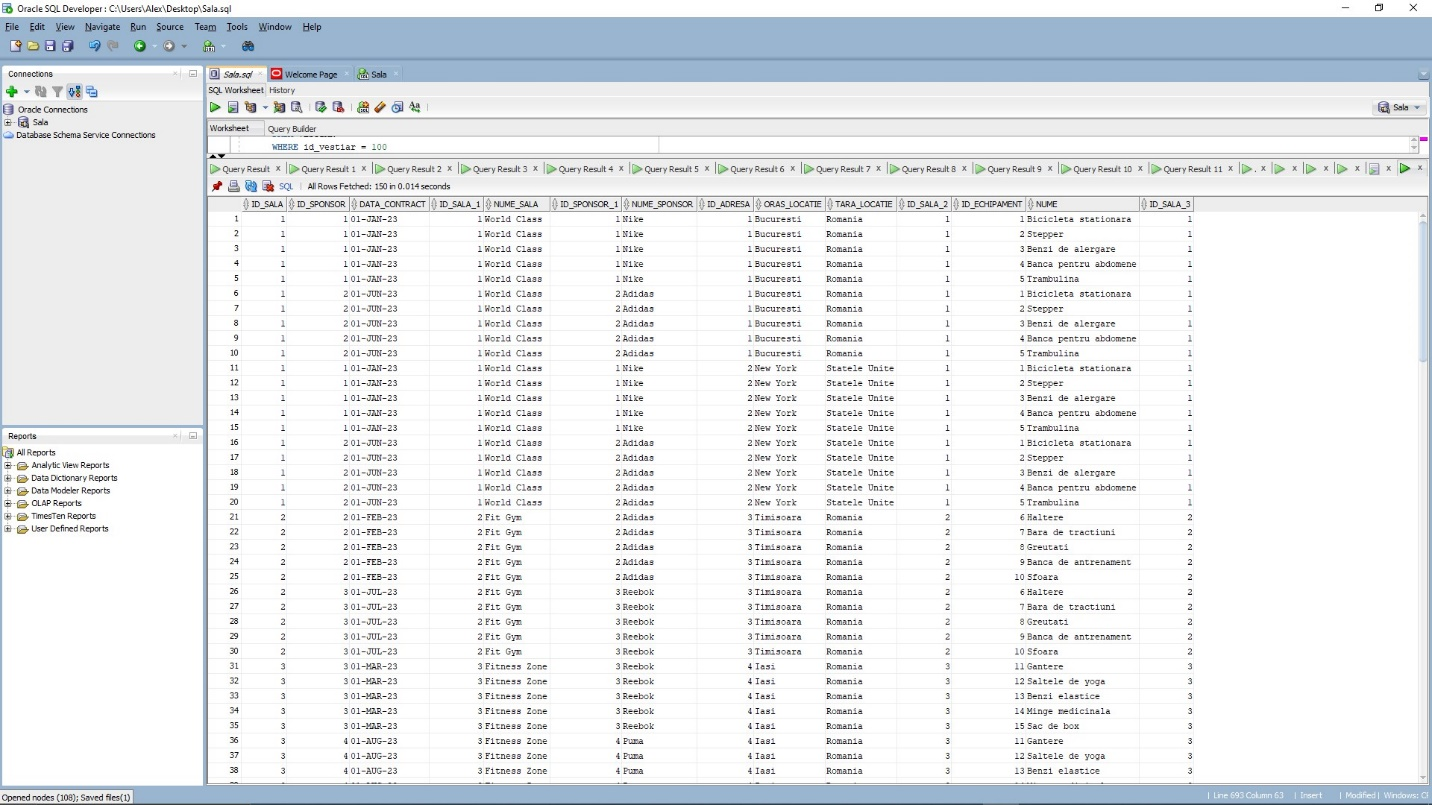 Oracle SQL Developer : C:\Users\Alex\Desktop\Sala.sql
File Edit View Navigate Run Source Team Tools Window Help
Connections
Oracle Connections
Sala
Database Schema Service Connections
Reports
All Reports
Analytic View Reports
Data Dictionary Reports
Data Modeler Reports
OLAP Reports
TimesTen Reports
User Defined Reports
Sala.sql Welcome Page Sala
SQL Worksheet History
Sala
Worksheet Query Builder
WHERE id_vestiar = 100
Query Result Query Result 1 Query Result 2 Query Result 3 Query Result 4 Query Result 5 Query Result 6 Query Result 7 Query Result 8 Query Result 9 Query Result 10 Query Result 11
SQL All Rows Fetched: 150 in 0.014 seconds
ID_SALA ID_SPONSOR DATA_CONTRACT ID_SALA_1 NUME_SALA ID_SPONSOR_1 NUME_SPONSOR ID_ADRESA ORAS_LOCATIE TARA_LOCATIE ID_SALA_2 ID_ECHIPAMENT NUME ID_SALA_3
1 1 1 01-JAN-23 1 World Class 1 Nike 1 Bucuresti Romania 1 1 Bicicleta stationara 1
2 1 1 01-JAN-23 1 World Class 1 Nike 1 Bucuresti Romania 1 2 Stepper 1
3 1 1 01-JAN-23 1 World Class 1 Nike 1 Bucuresti Romania 1 3 Benzi de alergare 1
4 1 1 01-JAN-23 1 World Class 1 Nike 1 Bucuresti Romania 1 4 Banca pentru abdomene 1
5 1 1 01-JAN-23 1 World Class 1 Nike 1 Bucuresti Romania 1 5 Trambulina 1
6 1 2 01-JUN-23 1 World Class 2 Adidas 1 Bucuresti Romania 1 1 Bicicleta stationara 1
7 1 2 01-JUN-23 1 World Class 2 Adidas 1 Bucuresti Romania 1 2 Stepper 1
8 1 2 01-JUN-23 1 World Class 2 Adidas 1 Bucuresti Romania 1 3 Benzi de alergare 1
9 1 2 01-JUN-23 1 World Class 2 Adidas 1 Bucuresti Romania 1 4 Banca pentru abdomene 1
10 1 2 01-JUN-23 1 World Class 2 Adidas 1 Bucuresti Romania 1 5 Trambulina 1
11 1 1 01-JAN-23 1 World Class 1 Nike 2 New York Statele Unite 1 1 Bicicleta stationara 1
12 1 1 01-JAN-23 1 World Class 1 Nike 2 New York Statele Unite 1 2 Stepper 1
13 1 1 01-JAN-23 1 World Class 1 Nike 2 New York Statele Unite 1 3 Benzi de alergare 1
14 1 1 01-JAN-23 1 World Class 1 Nike 2 New York Statele Unite 1 4 Banca pentru abdomene 1
15 1 1 01-JAN-23 1 World Class 1 Nike 2 New York Statele Unite 1 5 Trambulina 1
16 1 2 01-JUN-23 1 World Class 2 Adidas 2 New York Statele Unite 1 1 Bicicleta stationara 1
17 1 2 01-JUN-23 1 World Class 2 Adidas 2 New York Statele Unite 1 2 Stepper 1
18 1 2 01-JUN-23 1 World Class 2 Adidas 2 New York Statele Unite 1 3 Benzi de alergare 1
19 1 2 01-JUN-23 1 World Class 2 Adidas 2 New York Statele Unite 1 4 Banca pentru abdomene 1
20 1 2 01-JUN-23 1 World Class 2 Adidas 2 New York Statele Unite 1 5 Trambulina 1
21 2 2 01-FEB-23 2 Fit Gym 2 Adidas 3 Timisoara Romania 2 6 Haltere 2
22 2 2 01-FEB-23 2 Fit Gym 2 Adidas 3 Timisoara Romania 2 7 Bara de tractiuni 2
23 2 2 01-FEB-23 2 Fit Gym 2 Adidas 3 Timisoara Romania 2 8 Greutati 2
24 2 2 01-FEB-23 2 Fit Gym 2 Adidas 3 Timisoara Romania 2 9 Banca de antrenament 2
25 2 2 01-FEB-23 2 Fit Gym 2 Adidas 3 Timisoara Romania 2 10 Sfoara 2
26 2 3 01-JUL-23 2 Fit Gym 3 Reebok 3 Timisoara Romania 2 6 Haltere 2
27 2 3 01-JUL-23 2 Fit Gym 3 Reebok 3 Timisoara Romania 2 7 Bara de tractiuni 2
28 2 3 01-JUL-23 2 Fit Gym 3 Reebok 3 Timisoara Romania 2 8 Greutati 2
29 2 3 01-JUL-23 2 Fit Gym 3 Reebok 3 Timisoara Romania 2 9 Banca de antrenament 2
30 2 3 01-JUL-23 2 Fit Gym 3 Reebok 3 Timisoara Romania 2 10 Sfoara 2
31 3 3 01-MAR-23 3 Fitness Zone 3 Reebok 4 Iasi Romania 3 11 Gantere 3
32 3 3 01-MAR-23 3 Fitness Zone 3 Reebok 4 Iasi Romania 3 12 Saltele de yoga 3
33 3 3 01-MAR-23 3 Fitness Zone 3 Reebok 4 Iasi Romania 3 13 Benzi elastice 3
34 3 3 01-MAR-23 3 Fitness Zone 3 Reebok 4 Iasi Romania 3 14 Minge medicinala 3
35 3 3 01-MAR-23 3 Fitness Zone 3 Reebok 4 Iasi Romania 3 15 Sac de box 3
36 3 4 01-AUG-23 3 Fitness Zone 4 Puma 4 Iasi Romania 3 11 Gantere 3
37 3 4 01-AUG-23 3 Fitness Zone 4 Puma 4 Iasi Romania 3 12 Saltele de yoga 3
38 3 4 01-AUG-23 3 Fitness Zone 4 Puma 4 Iasi Romania 3 13 Benzi elastice 3
Opened nodes (108); Saved files(1)
Line 693 Column 63 Insert Modified Windows: C